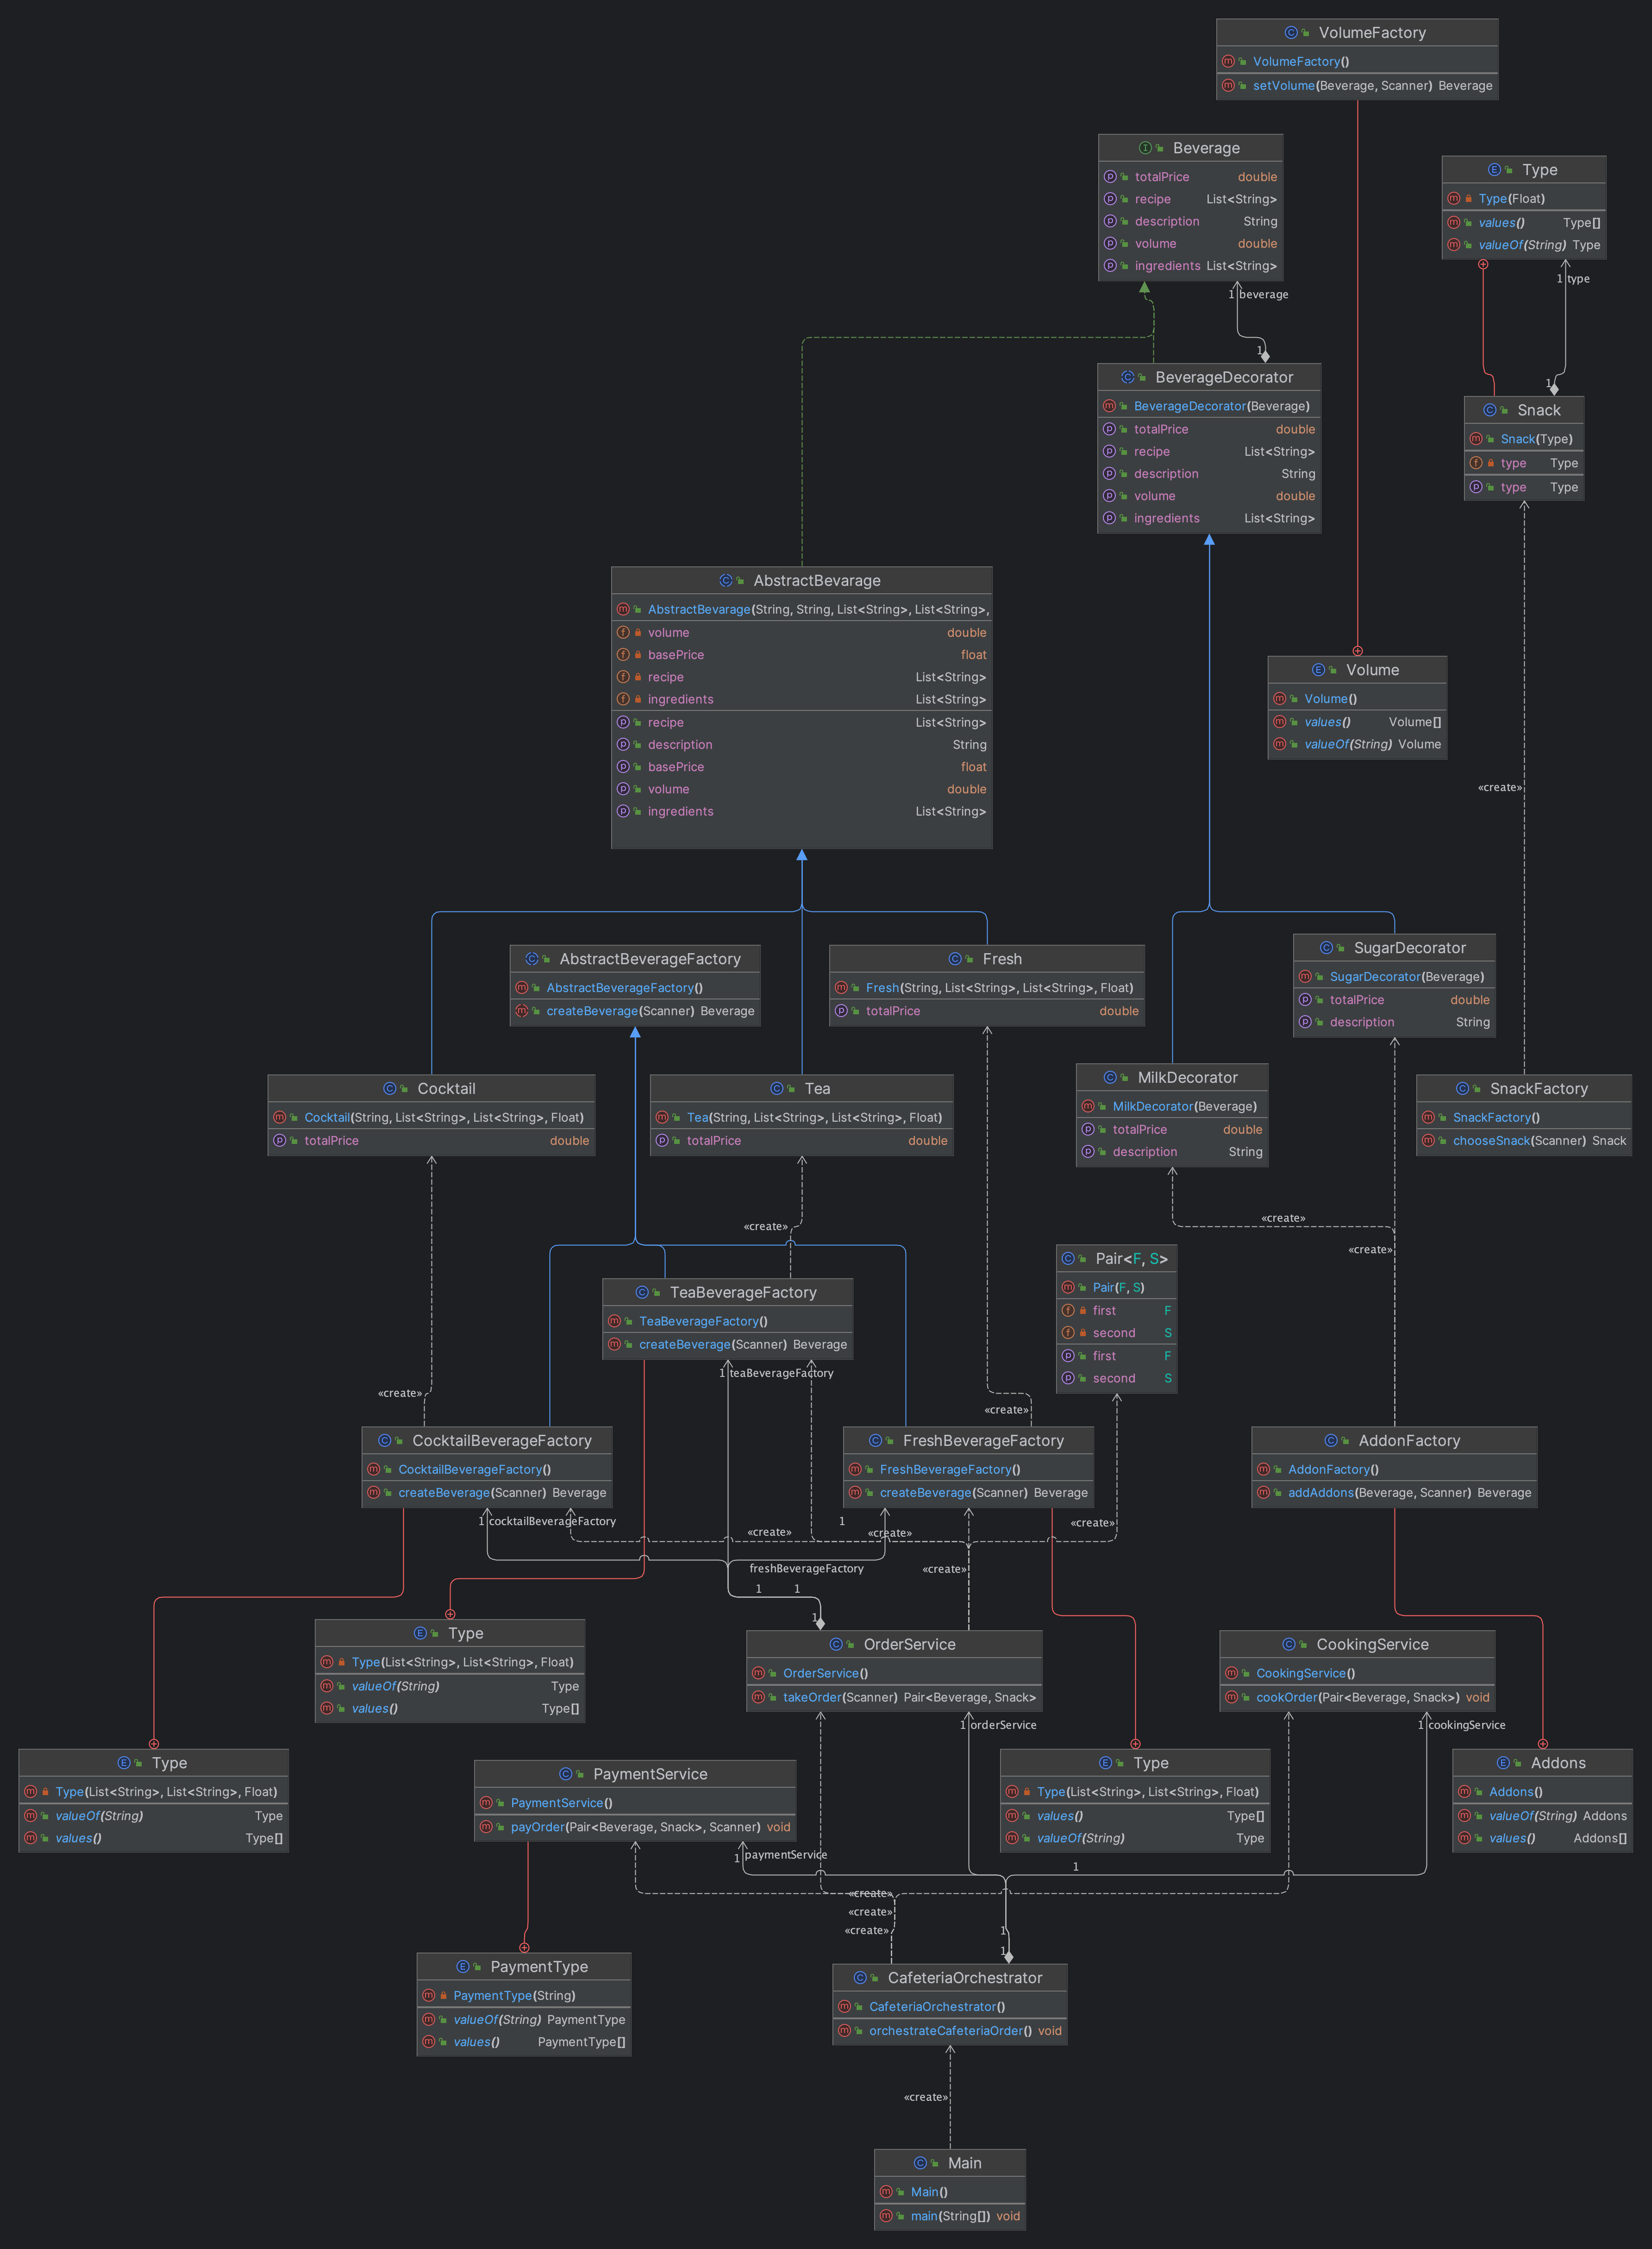 VolumeFactory
VolumeFactory()
setVolume(Beverage, Scanner) Beverage
Beverage
totalPrice double
recipe List<String>
description String
volume double
ingredients List<String>
Type
Type(Float)
values() Type[]
valueOf(String) Type
1 beverage
1 type
1
1
BeverageDecorator
BeverageDecorator(Beverage)
totalPrice double
recipe List<String>
description String
volume double
ingredients List<String>
Snack
Snack(Type)
type Type
type Type
AbstractBevarage
AbstractBevarage(String, String, List<String>, List<String>,
volume double
basePrice float
recipe List<String>
ingredients List<String>
recipe List<String>
description String
basePrice float
volume double
ingredients List<String>
Volume
Volume()
values() Volume[]
valueOf(String) Volume
«create»
AbstractBeverageFactory
AbstractBeverageFactory()
createBeverage(Scanner) Beverage
Fresh
Fresh(String, List<String>, List<String>, Float)
totalPrice double
SugarDecorator
SugarDecorator(Beverage)
totalPrice double
description String
Cocktail
Cocktail(String, List<String>, List<String>, Float)
totalPrice double
Tea
Tea(String, List<String>, List<String>, Float)
totalPrice double
MilkDecorator
MilkDecorator(Beverage)
totalPrice double
description String
SnackFactory
SnackFactory()
chooseSnack(Scanner) Snack
«create»
«create»
«create»
Pair<F, S>
Pair(F, S)
first F
second S
first F
second S
TeaBeverageFactory
TeaBeverageFactory()
createBeverage(Scanner) Beverage
1 teaBeverageFactory
«create»
«create»
CocktailBeverageFactory
CocktailBeverageFactory()
createBeverage(Scanner) Beverage
FreshBeverageFactory
FreshBeverageFactory()
createBeverage(Scanner) Beverage
AddonFactory
AddonFactory()
addAddons(Beverage, Scanner) Beverage
1 cocktailBeverageFactory
1
«create»
«create»
«create»
freshBeverageFactory
«create»
1
1
1
Type
Type(List<String>, List<String>, Float)
valueOf(String) Type
values() Type[]
OrderService
OrderService()
takeOrder(Scanner) Pair<Beverage, Snack>
CookingService
CookingService()
cookOrder(Pair<Beverage, Snack>) void
1 orderService
1 cookingService
Type
Type(List<String>, List<String>, Float)
valueOf(String) Type
values() Type[]
PaymentService
PaymentService()
payOrder(Pair<Beverage, Snack>, Scanner) void
Type
Type(List<String>, List<String>, Float)
values() Type[]
valueOf(String) Type
Addons
Addons()
valueOf(String) Addons
values() Addons[]
1 paymentService
1
«create»
«create»
«create»
1
1
PaymentType
PaymentType(String)
valueOf(String) PaymentType
values() PaymentType[]
CafeteriaOrchestrator
CafeteriaOrchestrator()
orchestrateCafeteriaOrder() void
«create»
Main
Main()
main(String[]) void